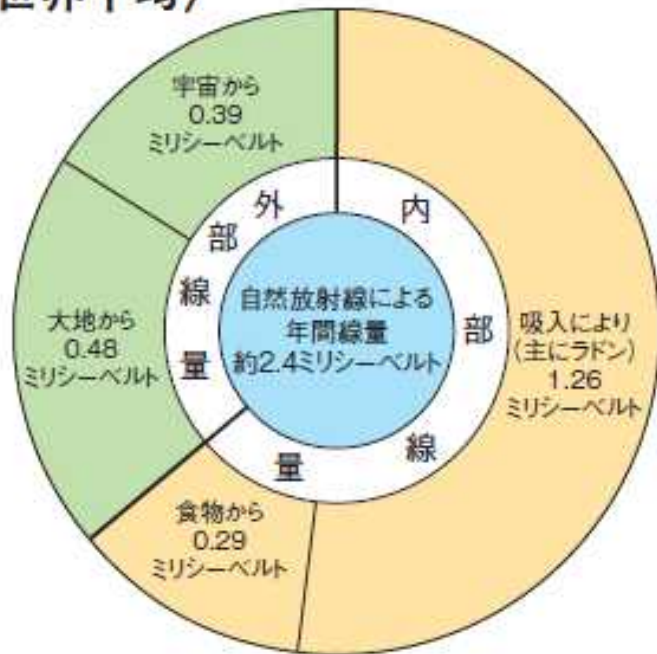 宇宙から
0.39
ミリシーベルト
大地から
0.48
ミリシーベルト
外部線量
自然放射線による
年間線量
約2.4ミリシーベルト
内部線量
吸入により
(主にラドン)
1.26
ミリシーベルト
食物から
0.29
ミリシーベルト